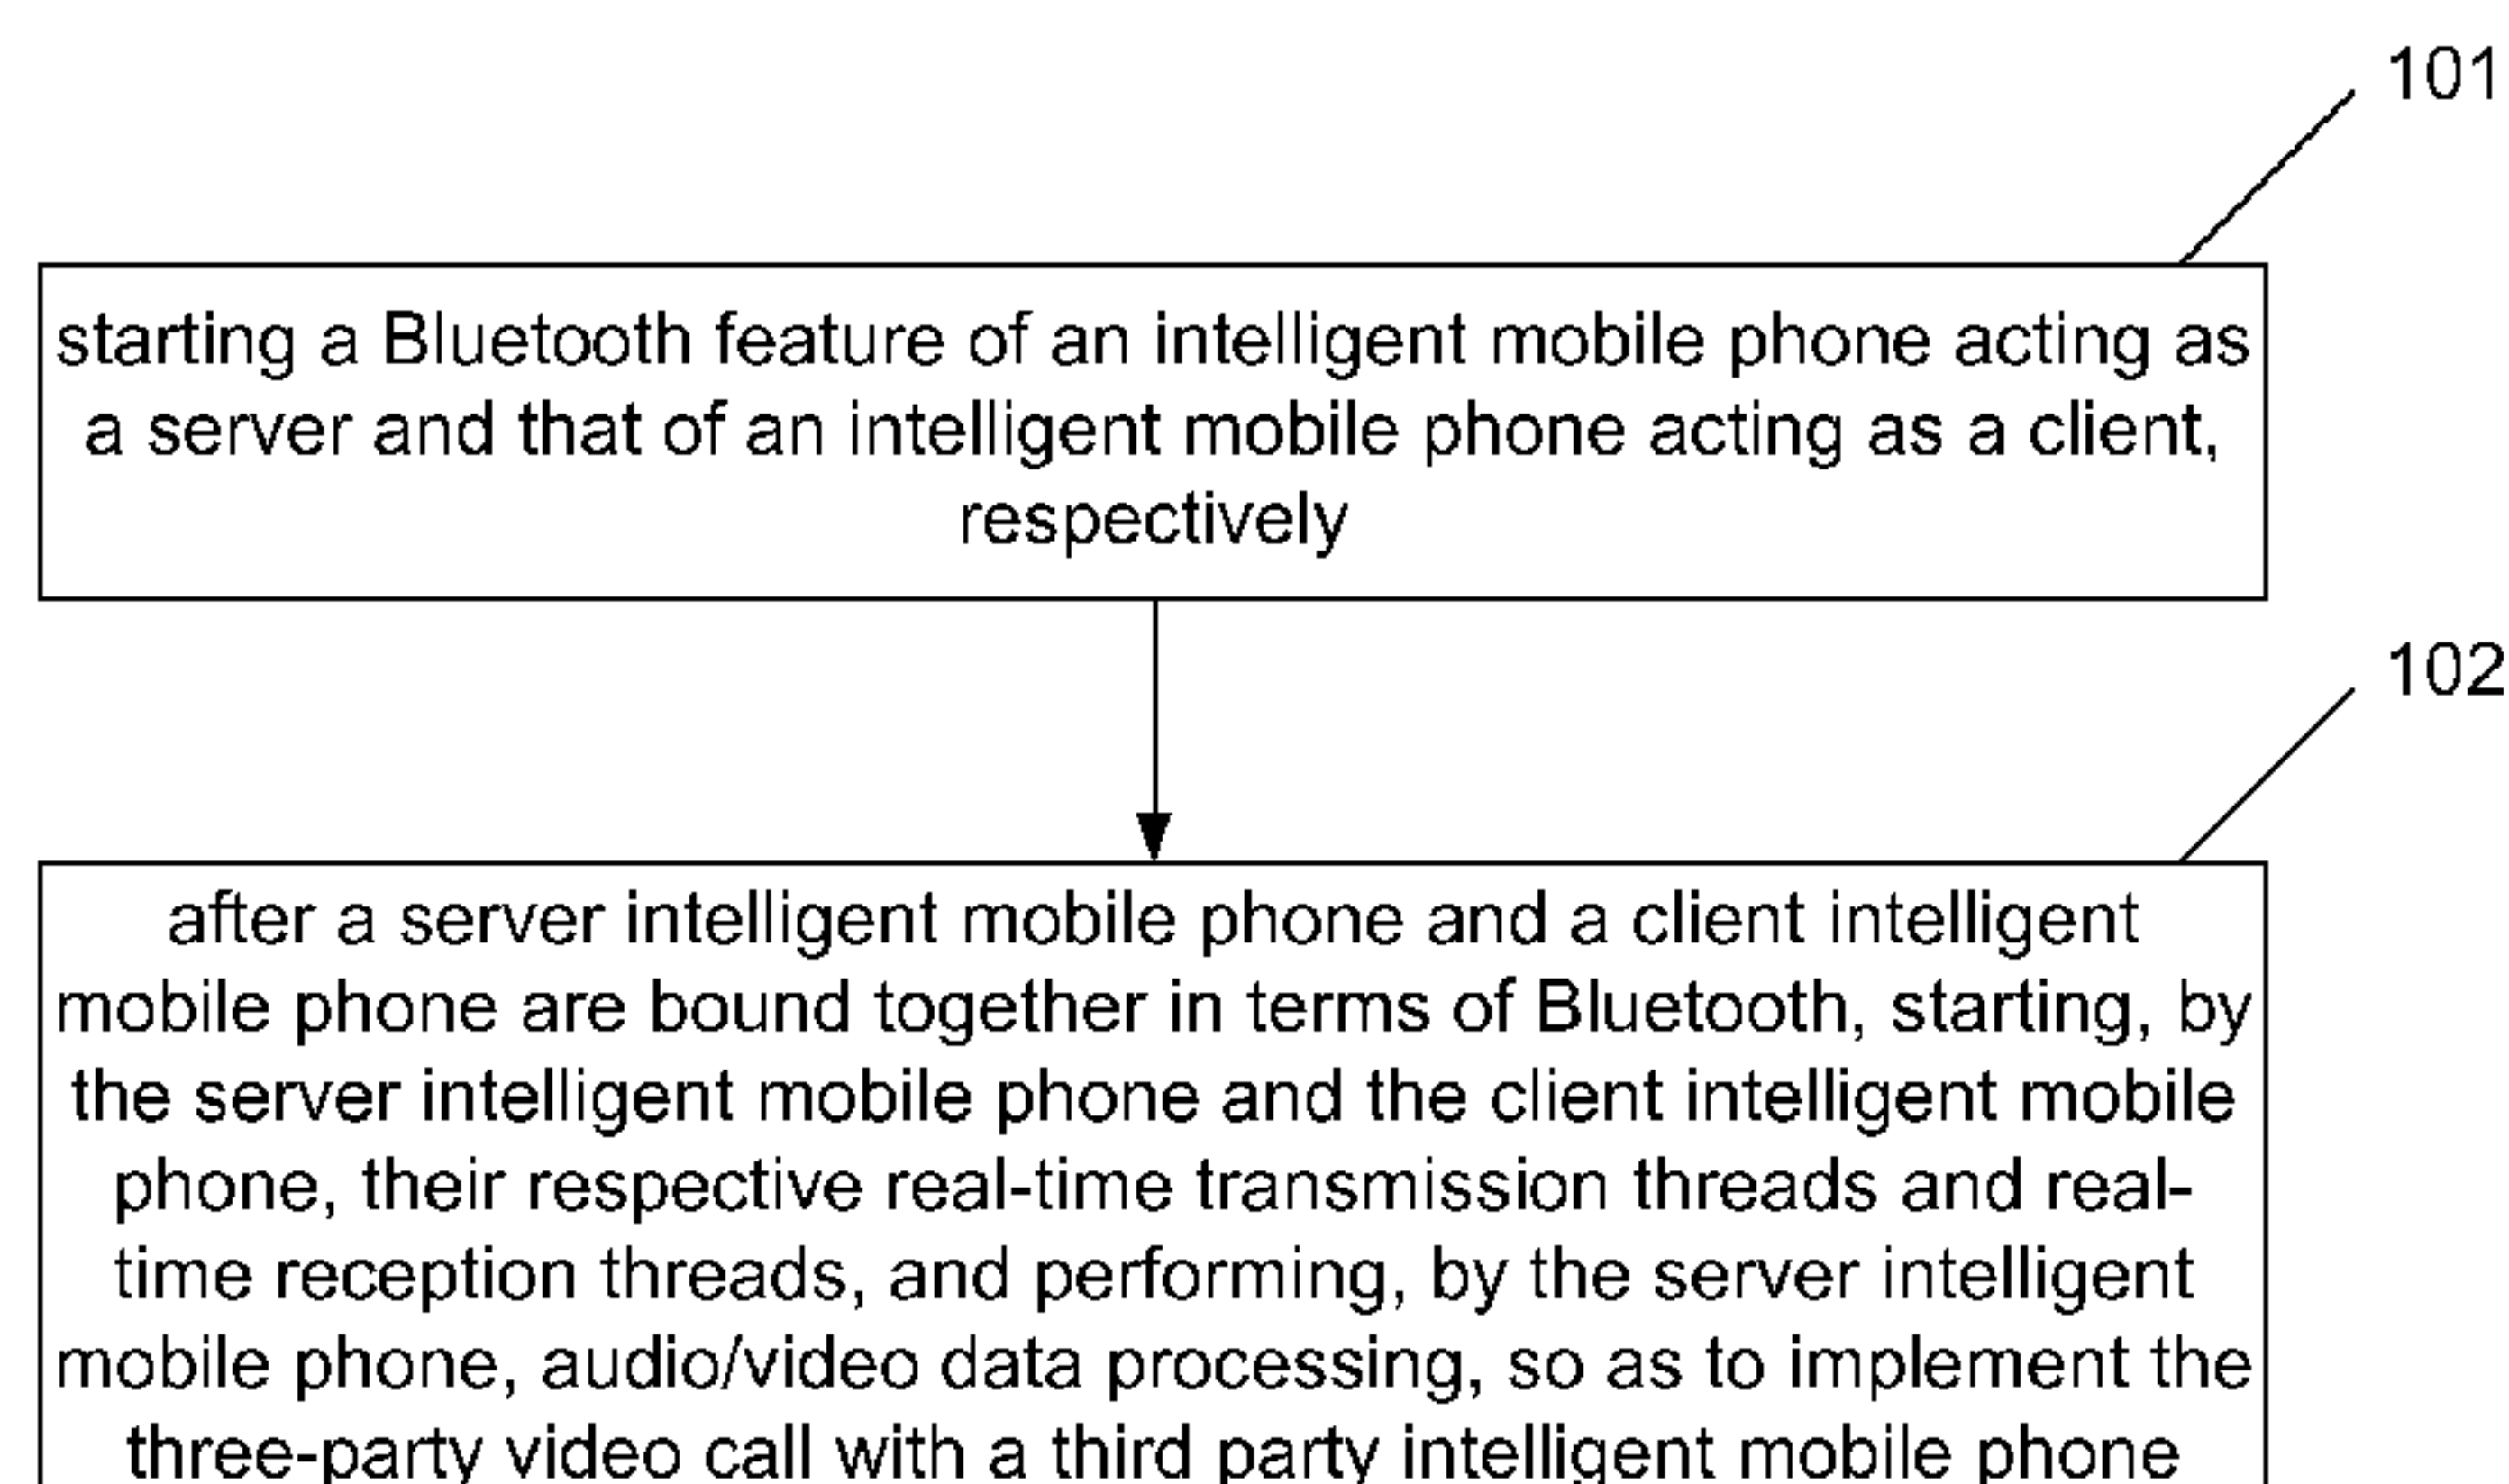 101
starting a Bluetooth feature of an intelligent mobile phone acting as
a server and that of an intelligent mobile phone acting as a client,
respectively
102
after a server intelligent mobile phone and a client intelligent
mobile phone are bound together in terms of Bluetooth, starting, by
the server intelligent mobile phone and the client intelligent mobile
phone, their respective real-time transmission threads and real-
time reception threads, and performing, by the server intelligent
mobile phone, audio/video data processing, so as to implement the
three-party video call with a third party intelligent mobile phone